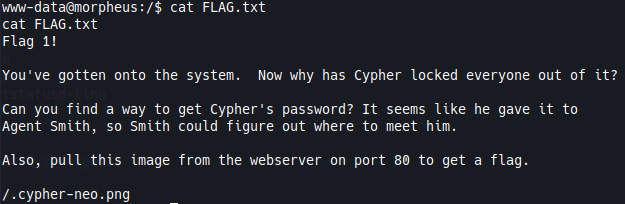 www-data@morpheus:/$ cat FLAG.txt
cat FLAG.txt
Flag 1!
You've gotten onto the system.  Now why has Cypher locked everyone out of it?
Can you find a way to get Cypher's password? It seems like he gave it to
Agent Smith, so Smith could figure out where to meet him.
Also, pull this image from the webserver on port 80 to get a flag.
/.cypher-neo.png